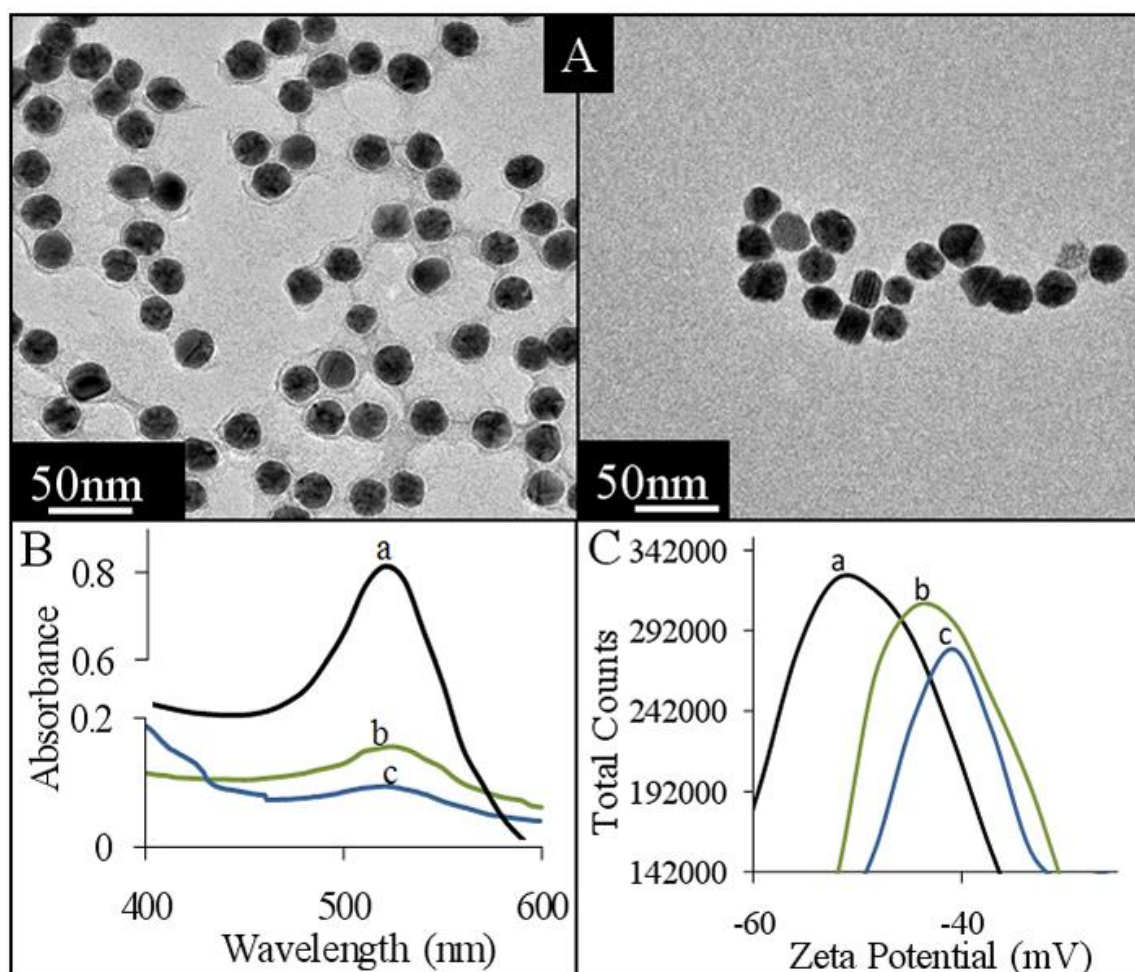 A
50nm
50nm
B
a
0.8
0.6
0.2
0
b
c
400
500
600
Absorbance
Wavelength (nm)
C
342000
292000
242000
192000
142000
a
b
c
-60
-40
Total Counts
Zeta Potential (mV)